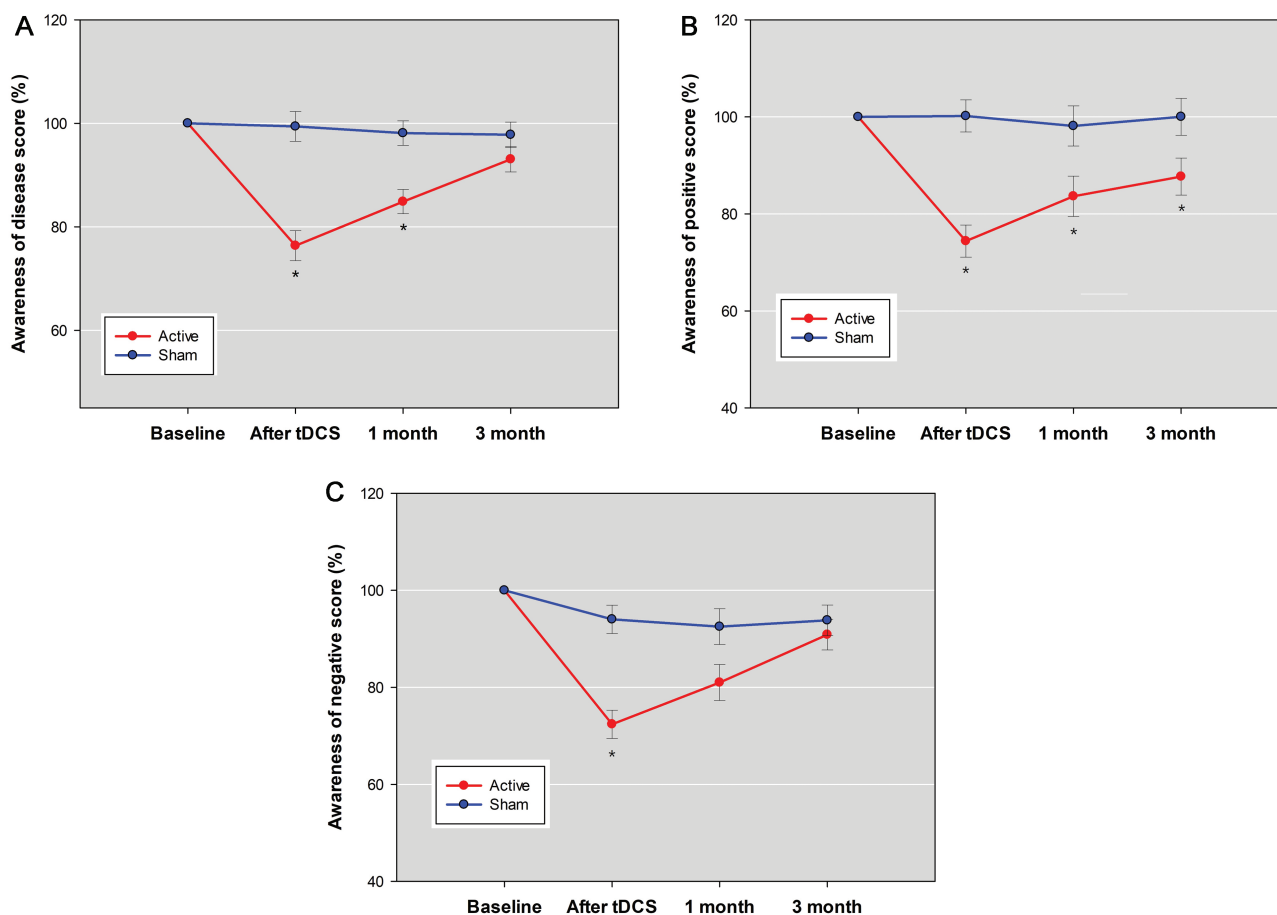 A
Awareness of disease score (%)
120
100
80
60
Active
Sham
Baseline After tDCS 1 month 3 month
*
*
B
Awareness of positive score (%)
120
100
80
60
40
Active
Sham
Baseline After tDCS 1 month 3 month
*
*
*
C
Awareness of negative score (%)
120
100
80
60
40
Active
Sham
Baseline After tDCS 1 month 3 month
*